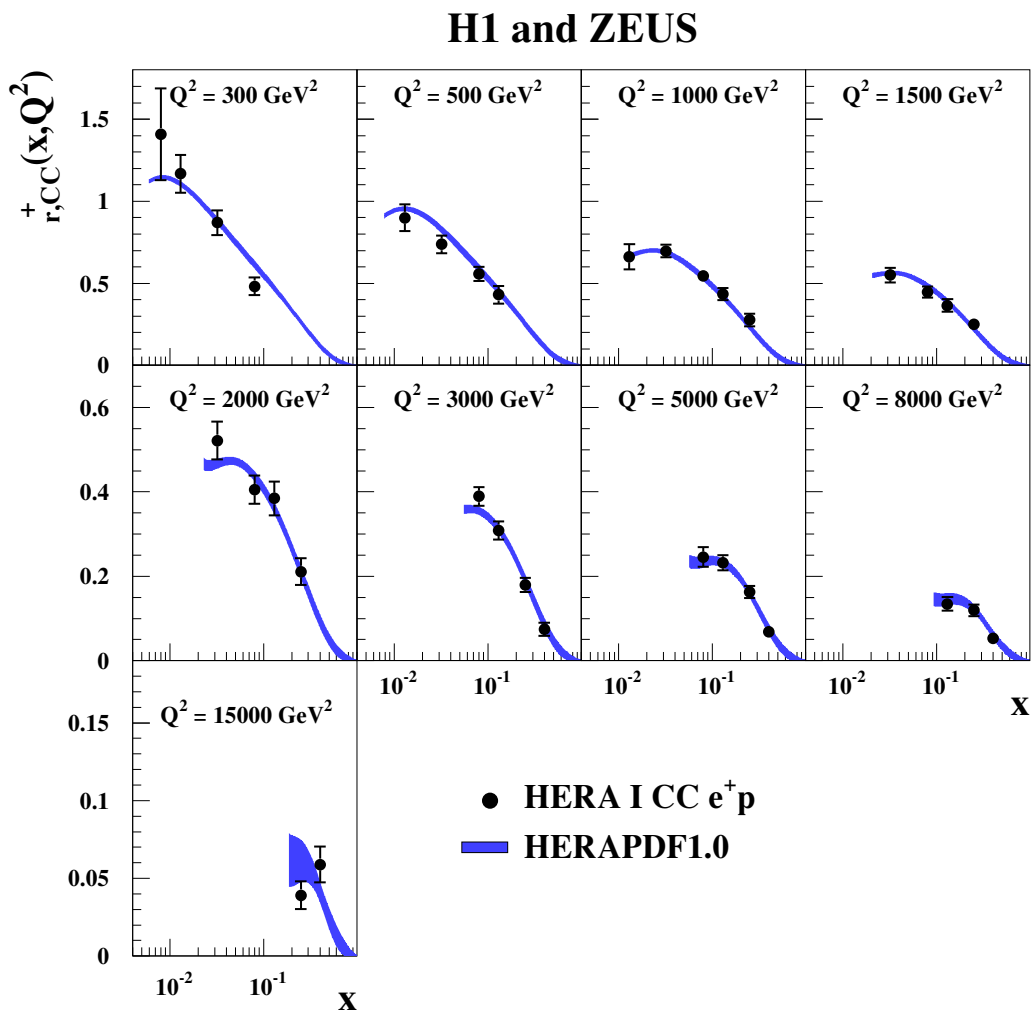 H1 and ZEUS
+
r,CC(x,Q²)
Q² = 300 GeV²
Q² = 500 GeV²
Q² = 1000 GeV²
Q² = 1500 GeV²
1.5
1
0.5
0
Q² = 2000 GeV²
Q² = 3000 GeV²
Q² = 5000 GeV²
Q² = 8000 GeV²
0.6
0.4
0.2
0
10⁻² 10⁻¹ 10⁻² 10⁻¹ 10⁻² 10⁻¹
x
Q² = 15000 GeV²
0.15
0.1
0.05
0
10⁻² 10⁻¹
x
HERA I CC e⁺p
HERAPDF1.0